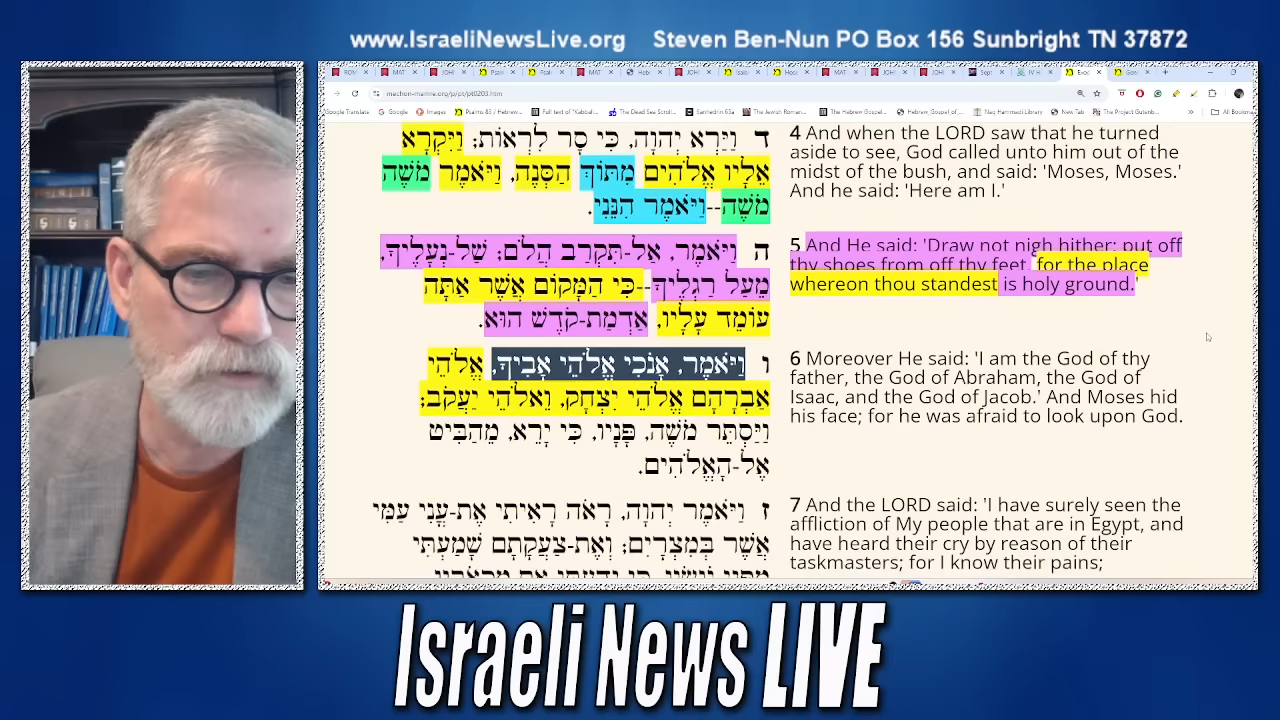 www.IsraeliNewsLive.org Steven Ben-Nun PO Box 156 Sunbright TN 37872
machon-mamre.org/p/pt/pt0203.htm
ד וַיַּרְא יְהוָה, כִּי סָר לִרְאוֹת; וַיִּקְרָא
אֵלָיו אֱלֹהִים מִתּוֹךְ הַסְּנֶה, וַיֹּאמֶר מֹשֶׁה
מֹשֶׁה--וַיֹּאמֶר הִנֵּנִי.
4 And when the LORD saw that he turned
aside to see, God called unto him out of the
midst of the bush, and said: 'Moses, Moses.'
And he said: 'Here am I.'
ה וַיֹּאמֶר, אַל-תִּקְרַב הֲלֹם; שַׁל-נְעָלֶיךָ,
מֵעַל רַגְלֶיךָ--כִּי הַמָּקוֹם אֲשֶׁר אַתָּה
עוֹמֵד עָלָיו, אַדְמַת-קֹדֶשׁ הוּא.
5 And He said: 'Draw not nigh hither; put off
thy shoes from off thy feet, for the place
whereon thou standest is holy ground.'
ו וַיֹּאמֶר, אָנֹכִי אֱלֹהֵי אָבִיךָ, אֱלֹהֵי
אַבְרָהָם אֱלֹהֵי יִצְחָק, וֵאלֹהֵי יַעֲקֹב;
וַיַּסְתֵּר מֹשֶׁה, פָּנָיו, כִּי יָרֵא, מֵהַבִּיט
אֶל-הָאֱלֹהִים.
6 Moreover He said: 'I am the God of thy
father, the God of Abraham, the God of
Isaac, and the God of Jacob.' And Moses hid
his face; for he was afraid to look upon God.
ז וַיֹּאמֶר יְהוָה, רָאֹה רָאִיתִי אֶת-עֳנִי עַמִּי
אֲשֶׁר בְּמִצְרָיִם; וְאֶת-צַעֲקָתָם שָׁמַעְתִּי
7 And the LORD said: 'I have surely seen the
affliction of My people that are in Egypt, and
have heard their cry by reason of their
taskmasters; for I know their pains;
Israeli News LIVE